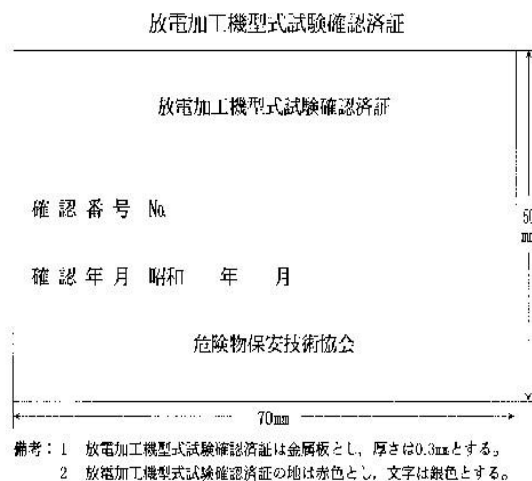 放電加工機型式試験確認済証
放電加工機型式試験確認済証
確認番号 No.
50
mm
確認年月 昭和　年　月
危険物保安技術協会
70mm
備考：1　放電加工機型式試験確認済証は金属板とし，厚さは0.3mmとする。
2　放電加工機型式試験確認済証の地は赤色とし，文字は銀色とする。